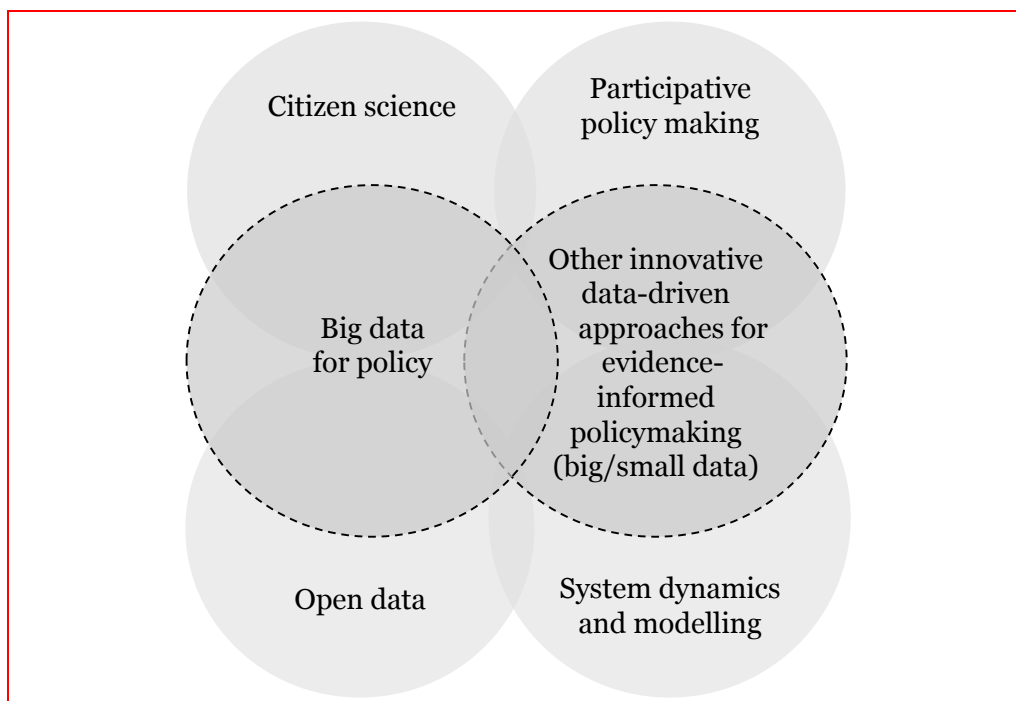 Citizen science
Participative
policy making
Big data
for policy
Other innovative
data-driven
approaches for
evidence-
informed
policymaking
(big/small data)
Open data
System dynamics
and modelling